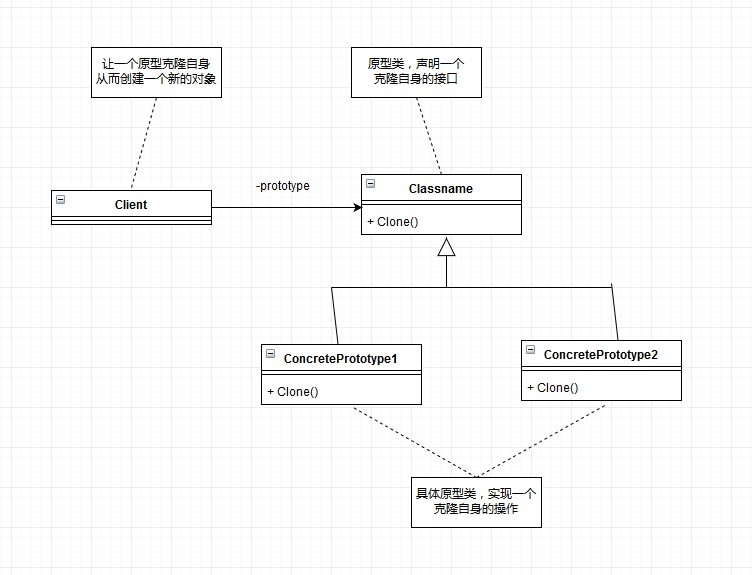 让一个原型克隆自身
从而创建一个新的对象
原型类，声明一个
克隆自身的接口
-prototype
Client
Classname
+ Clone()
ConcretePrototype1
+ Clone()
ConcretePrototype2
+ Clone()
具体原型类，实现一个
克隆自身的操作